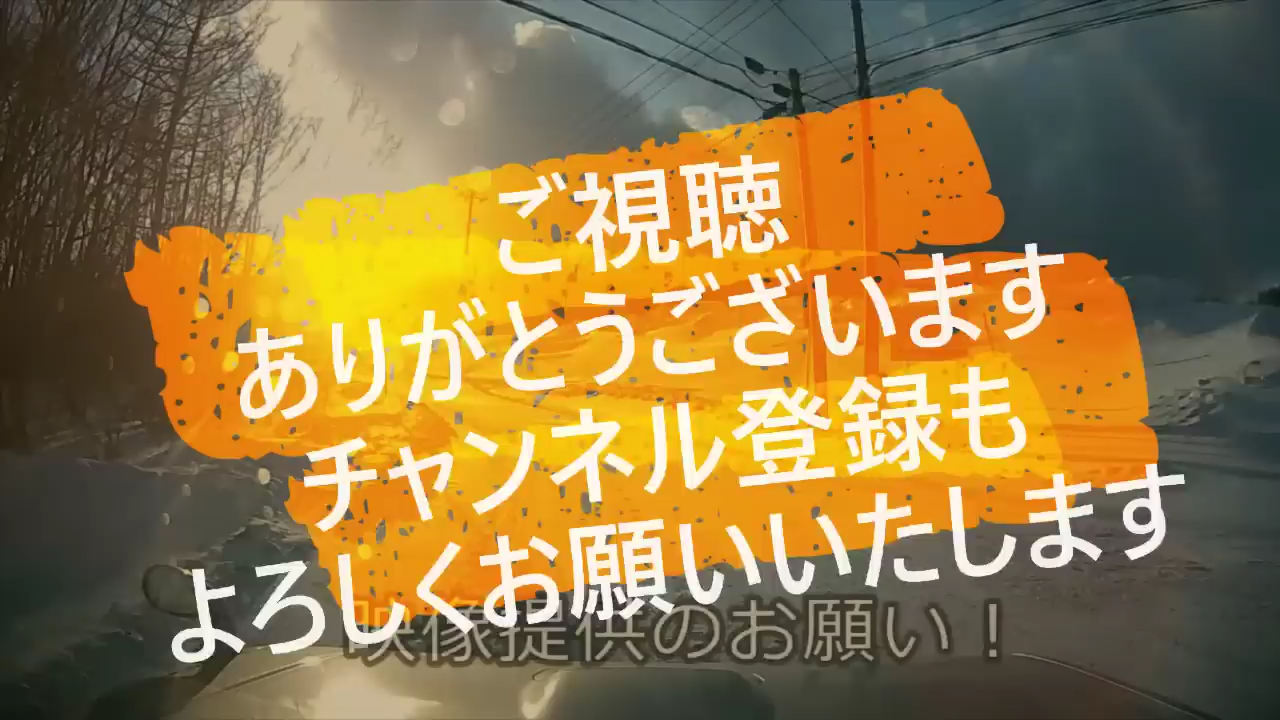 ご視聴
ありがとうございます
チャンネル登録も
よろしくお願いいたします
映像提供のお願い！